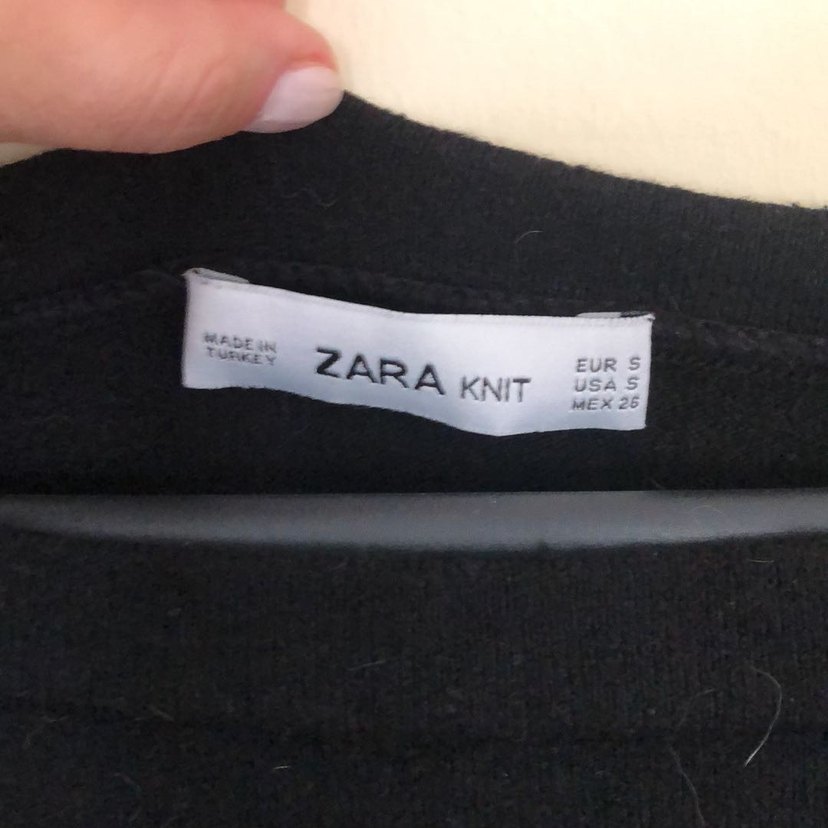 MADE IN
TURKEY
ZARA KNIT
EUR S
USA S
MEX 26